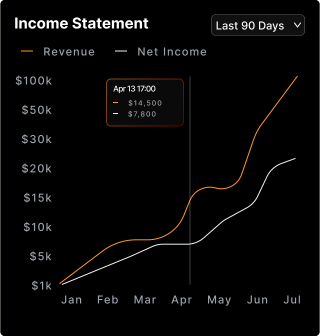 Income Statement
Last 90 Days
Revenue
Net Income
$100k
$50k
$30k
$20k
$15k
$10k
$5k
$1k
Apr 13 17:00
$14,500
$7,800
Jan Feb Mar Apr May Jun Jul